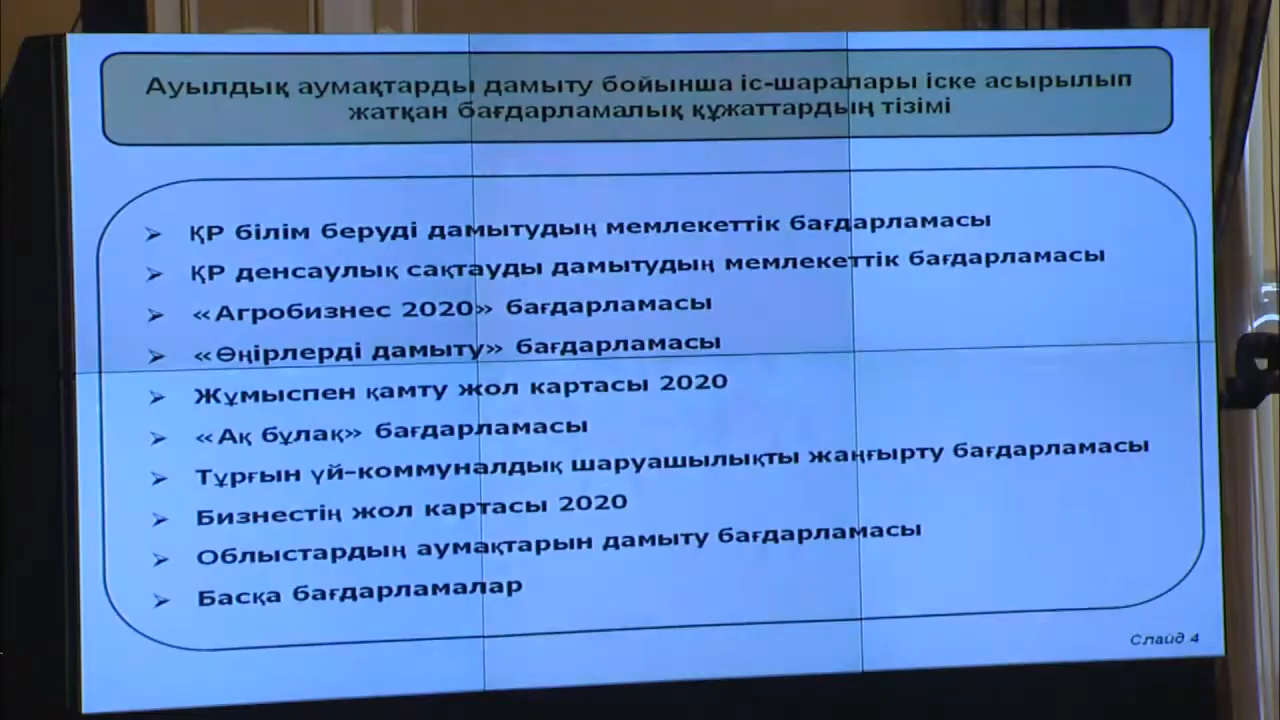 Ауылдық аумақтарды дамыту бойынша іс-шаралары іске асырылып
жатқан бағдарламалық құжаттардың тізімі
ҚР білім беруді дамытудың мемлекеттік бағдарламасы
ҚР денсаулық сақтауды дамытудың мемлекеттік бағдарламасы
«Агробизнес 2020» бағдарламасы
«Өңірлерді дамыту» бағдарламасы
Жұмыспен қамту жол картасы 2020
«Ақ бұлақ» бағдарламасы
Тұрғын үй-коммуналдық шаруашылықты жаңғырту бағдарламасы
Бизнестің жол картасы 2020
Облыстардың аумақтарын дамыту бағдарламасы
Басқа бағдарламалар
Слайд 4